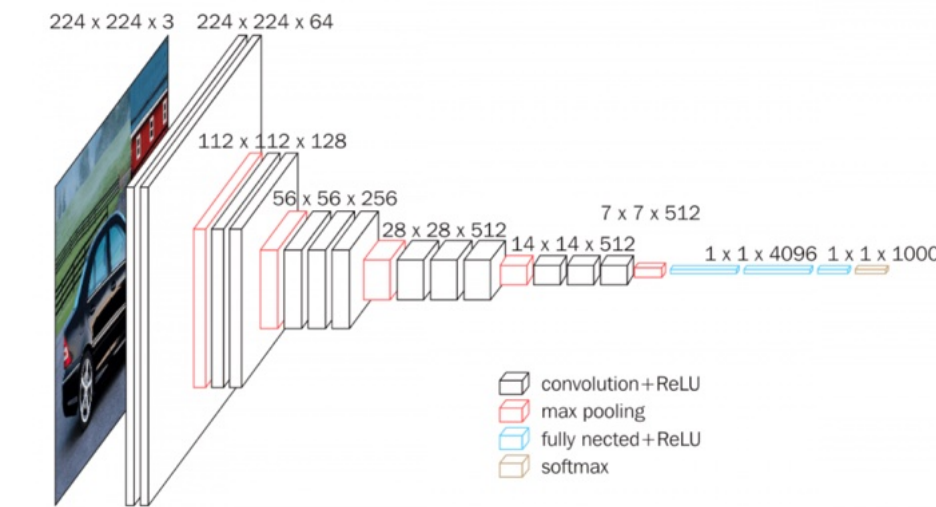 224 x 224 x 3 224 x 224 x 64
112 x 112 x 128
56 x 56 x 256
28 x 28 x 512
14 x 14 x 512
7 x 7 x 512
1 x 1 x 4096 1 x 1 x 1000
convolution+ReLU
max pooling
fully nected+ReLU
softmax